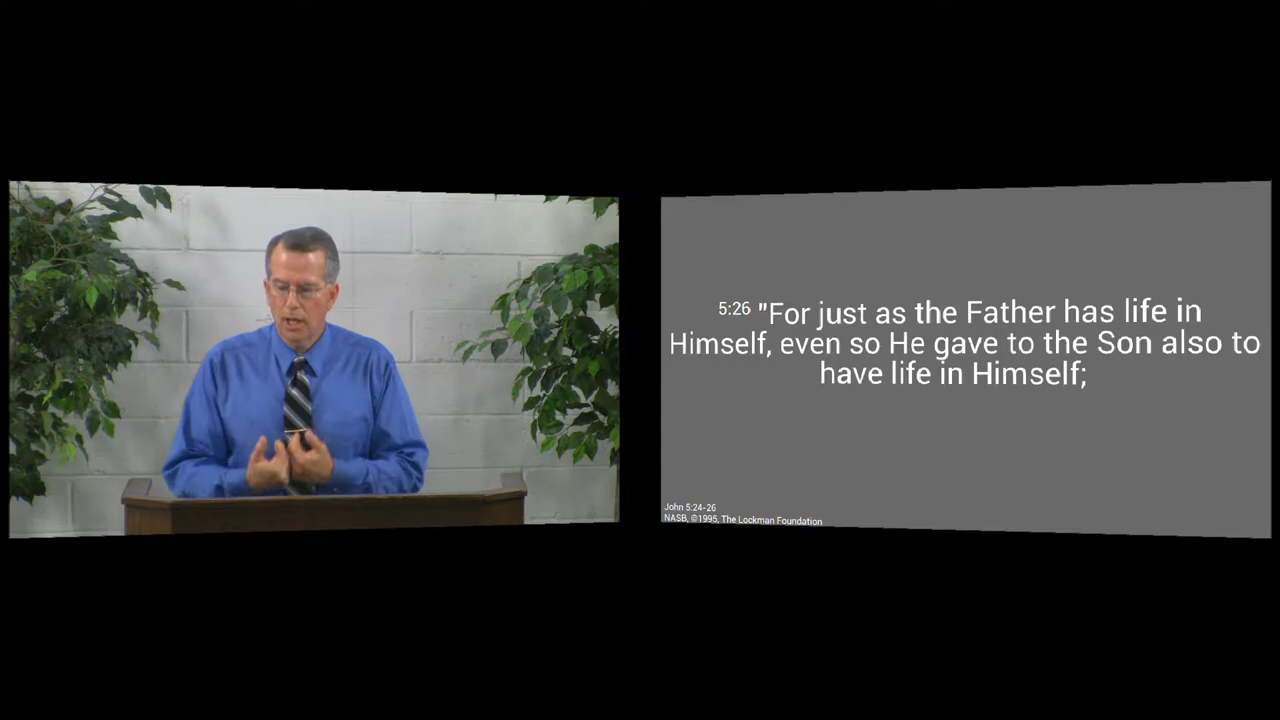 5:26 "For just as the Father has life in
Himself, even so He gave to the Son also to
have life in Himself;
John 5:24-26
NASB, ©1995, The Lockman Foundation